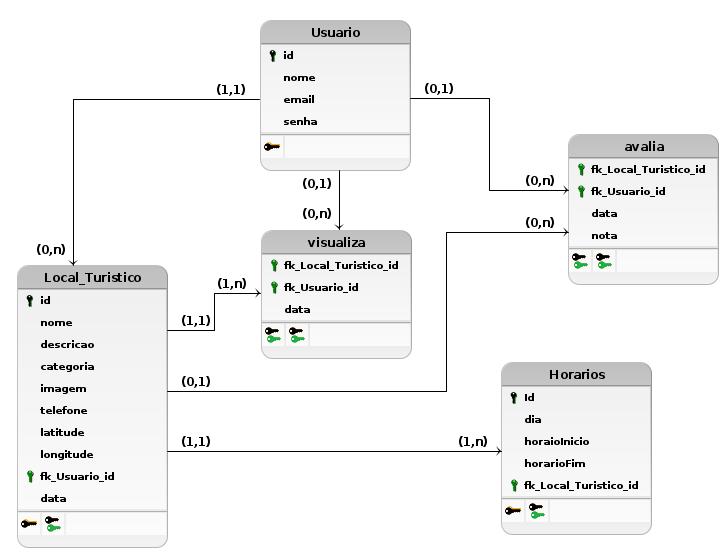 Usuario
id
nome
email
senha
(1,1)
(0,1)
(0,1)
(0,n)
avalia
fk_Local_Turistico_id
fk_Usuario_id
data
nota
(0,n)
(0,n)
visualiza
fk_Local_Turistico_id
fk_Usuario_id
data
(0,n)
(1,n)
Local_Turistico
id
nome
descricao
categoria
imagem
telefone
latitude
longitude
fk_Usuario_id
data
(1,1)
(0,1)
(1,1)
(1,n)
Horarios
Id
dia
horaioInicio
horarioFim
fk_Local_Turistico_id